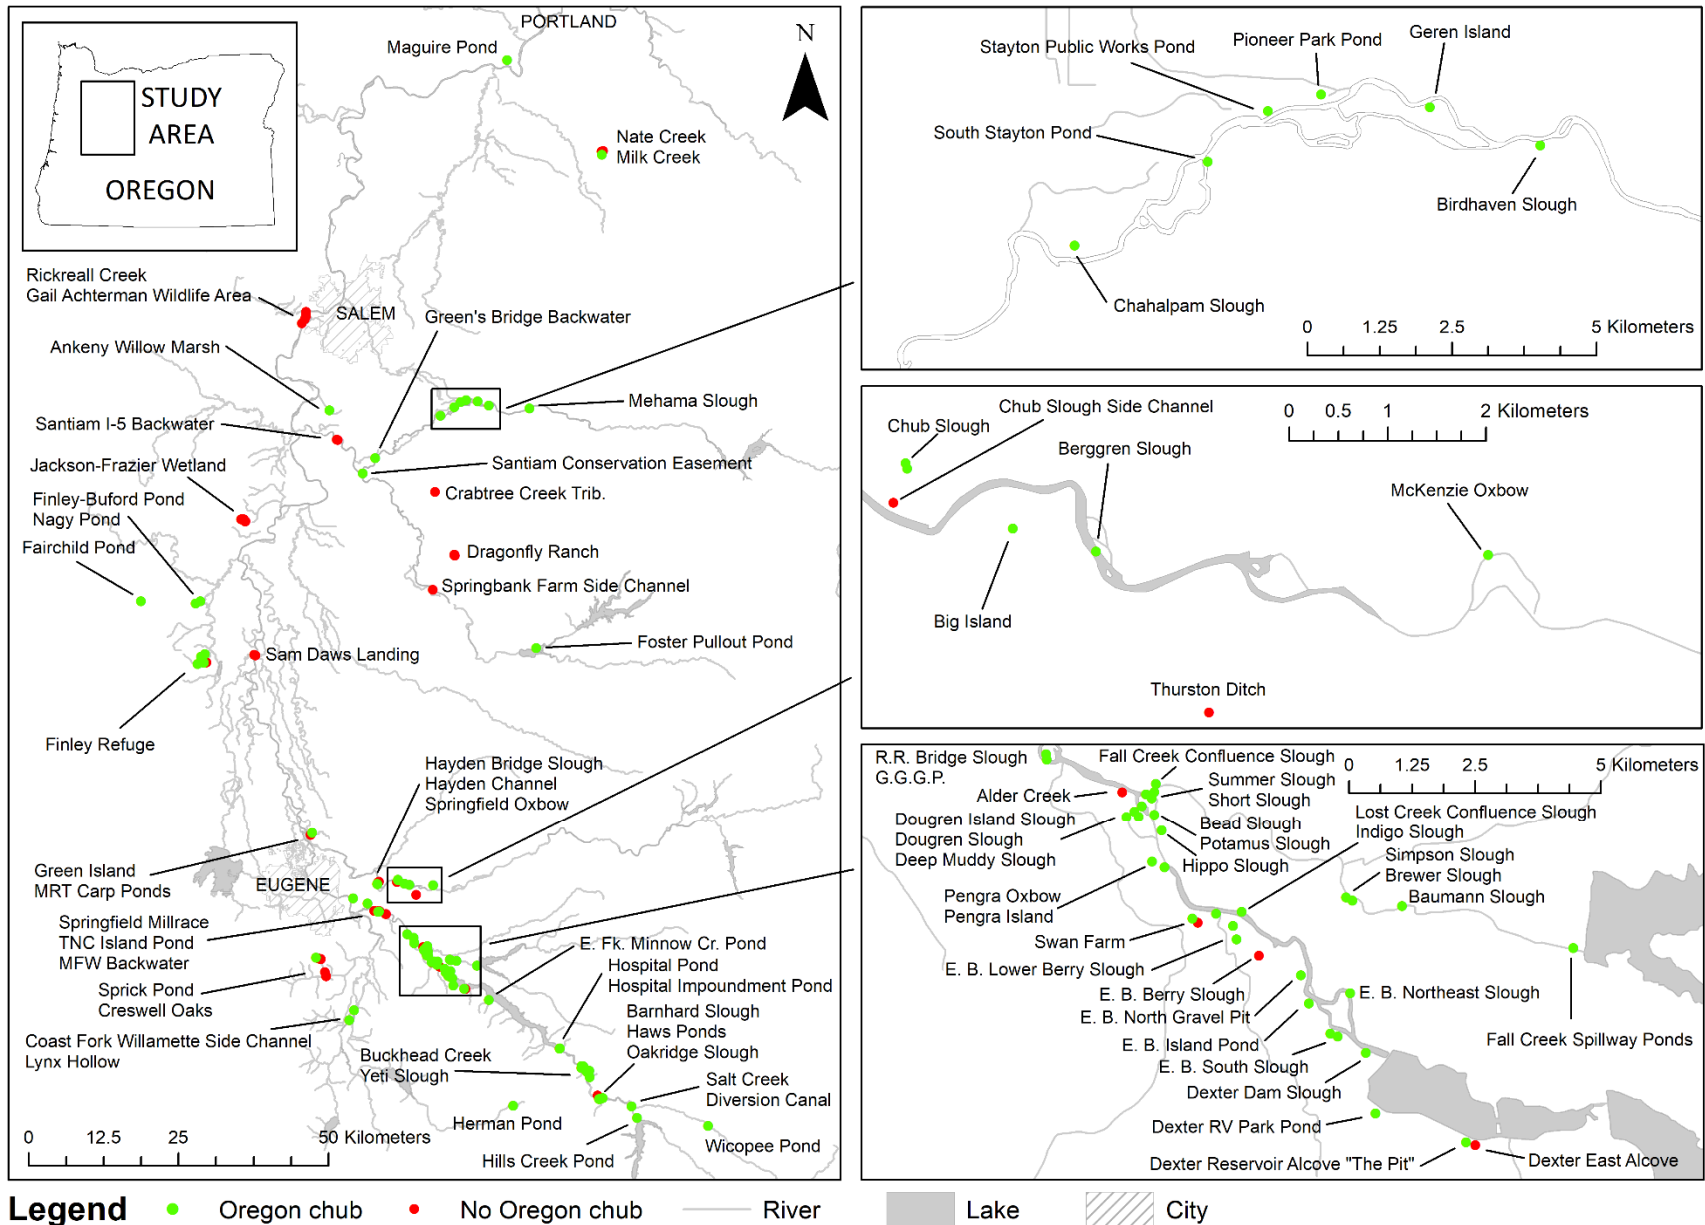 PORTLAND
Maguire Pond
N
STUDY
AREA
OREGON
Nate Creek
Milk Creek
Rickreall Creek
Gail Achterman Wildlife Area
SALEM
Green's Bridge Backwater
Ankeny Willow Marsh
Mehama Slough
Santiam I-5 Backwater
Santiam Conservation Easement
Jackson-Frazier Wetland
Crabtree Creek Trib.
Finley-Buford Pond
Nagy Pond
Fairchild Pond
Dragonfly Ranch
Springbank Farm Side Channel
Foster Pullout Pond
Sam Daws Landing
Finley Refuge
Hayden Bridge Slough
Hayden Channel
Springfield Oxbow
Green Island
MRT Carp Ponds
EUGENE
Springfield Millrace
TNC Island Pond
MFW Backwater
E. Fk. Minnow Cr. Pond
Hospital Pond
Hospital Impoundment Pond
Sprick Pond
Creswell Oaks
Barnhard Slough
Haws Ponds
Oakridge Slough
Coast Fork Willamette Side Channel
Lynx Hollow
Buckhead Creek
Yeti Slough
Salt Creek
Diversion Canal
Herman Pond
Wicopee Pond
Hills Creek Pond
0 12.5 25 50 Kilometers
Stayton Public Works Pond
Pioneer Park Pond
Geren Island
South Stayton Pond
Birdhaven Slough
Chahalpam Slough
0 1.25 2.5 5 Kilometers
Chub Slough Side Channel
Chub Slough
0 0.5 1 2 Kilometers
Berggren Slough
McKenzie Oxbow
Big Island
Thurston Ditch
R.R. Bridge Slough
G.G.G.P.
Fall Creek Confluence Slough
0 1.25 2.5 5 Kilometers
Alder Creek
Summer Slough
Short Slough
Dougren Island Slough
Dougren Slough
Deep Muddy Slough
Bead Slough
Potamus Slough
Hippo Slough
Lost Creek Confluence Slough
Indigo Slough
Simpson Slough
Brewer Slough
Baumann Slough
Pengra Oxbow
Pengra Island
Swan Farm
E. B. Lower Berry Slough
E. B. Berry Slough
E. B. Northeast Slough
E. B. North Gravel Pit
Fall Creek Spillway Ponds
E. B. Island Pond
E. B. South Slough
Dexter Dam Slough
Dexter RV Park Pond
Dexter Reservoir Alcove "The Pit"
Dexter East Alcove
Legend
Oregon chub
No Oregon chub
River
Lake
City